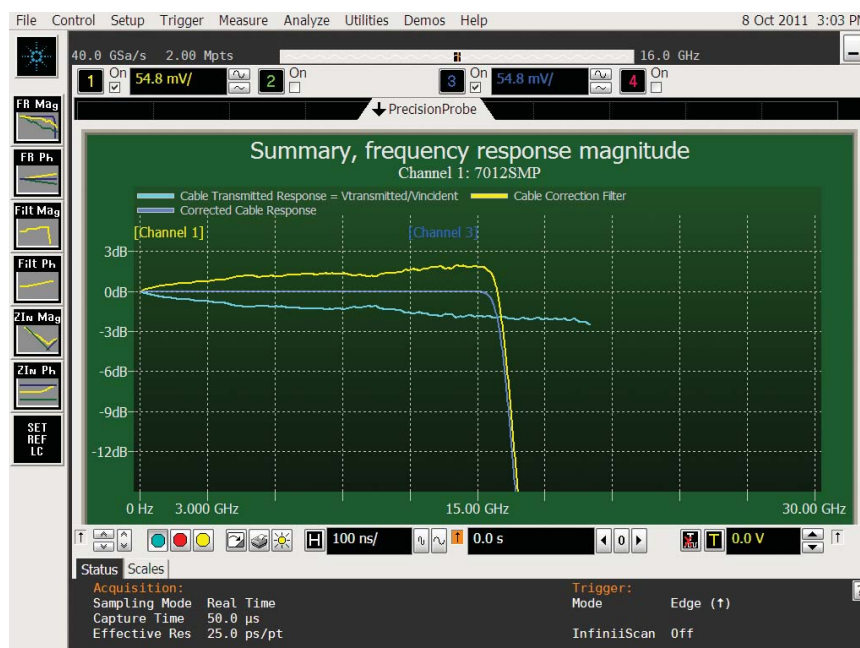 File Control Setup Trigger Measure Analyze Utilities Demos Help 8 Oct 2011 3:03 PM
40.0 GSa/s 2.00 Mpts 16.0 GHz
1 On 54.8 mV/ 2 On 3 On 54.8 mV/ 4 On
PrecisionProbe
FR Mag
FR Ph
Filt Mag
Filt Ph
ZIN Mag
ZIN Ph
SET
REF
LC
Summary, frequency response magnitude
Channel 1: 7012SMP
Cable Transmitted Response = Vtransmitted/Vincident Cable Correction Filter
Corrected Cable Response
[Channel 1] [Channel 3]
3dB
0dB
-3dB
-6dB
-9dB
-12dB
0 Hz 3.000 GHz 15.00 GHz 30.00 GHz
H 100 ns/ 0.0 s 0 T 0.0 V
Status Scales
Acquisition: Trigger:
Sampling Mode Real Time Mode Edge (↑)
Capture Time 50.0 µs
Effective Res 25.0 ps/pt InfiniiScan Off